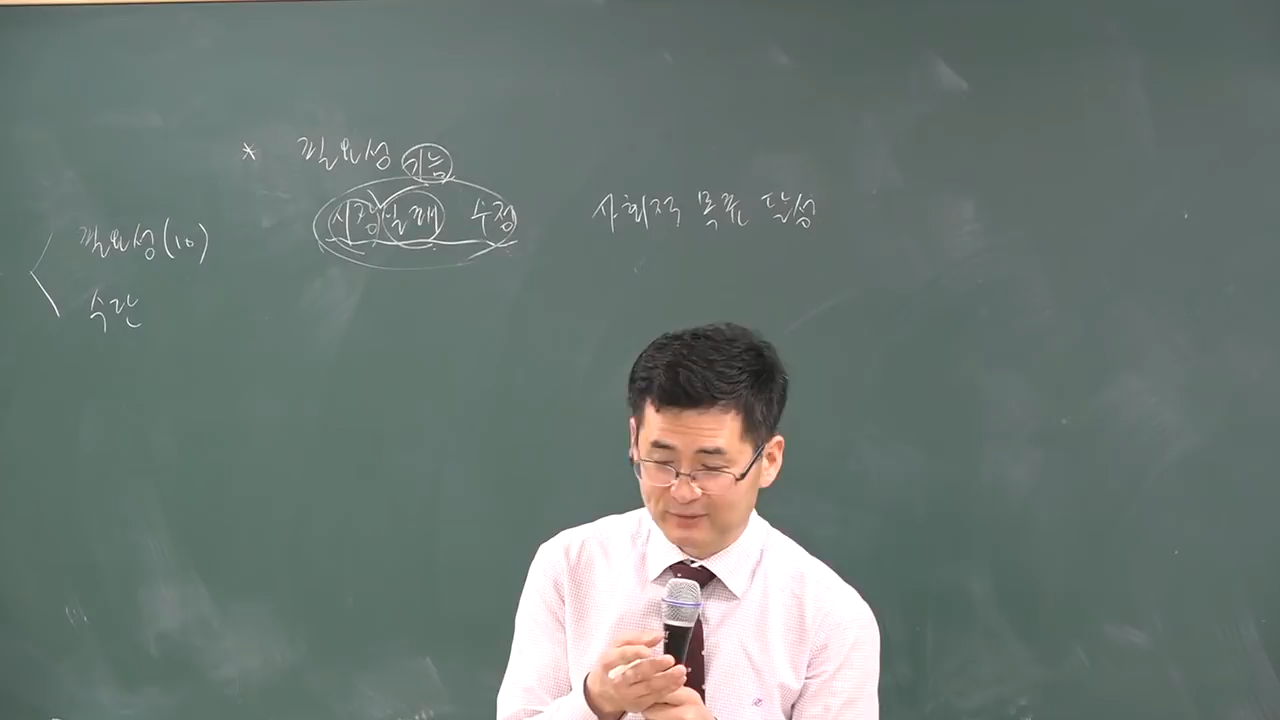 * 필요성 기능
시장실패 수정
사회적 목표 달성
필요성(10)
수단